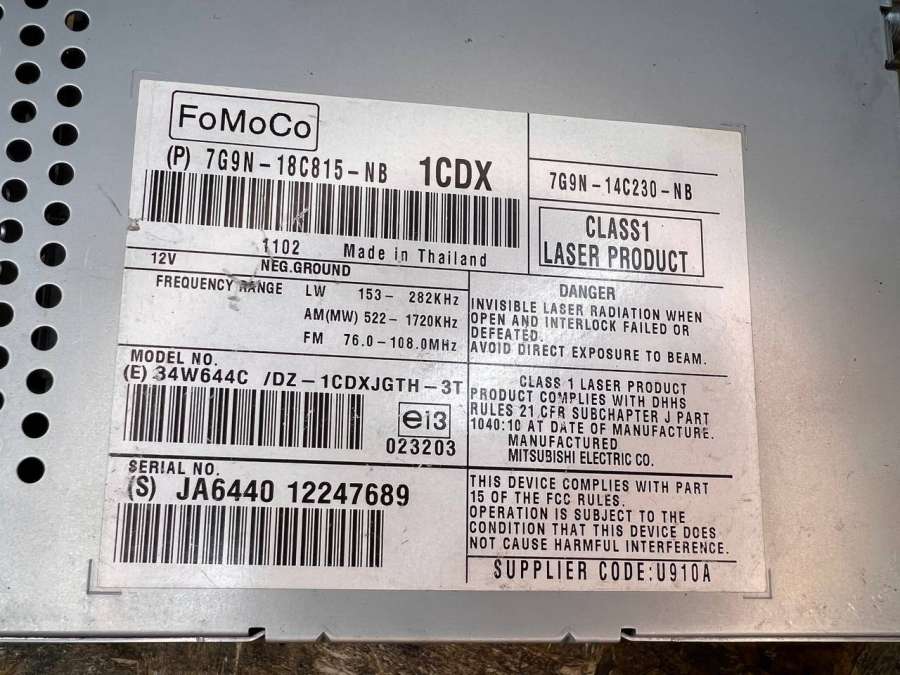 FoMoCo
(P) 7G9N-18C815-NB 1CDX
1102 Made in Thailand
12V NEG.GROUND
FREQUENCY RANGE LW 153- 282KHz
AM(MW) 522- 1720KHz
FM 76.0-108.0MHz
MODEL NO.
(E) 34W644C /DZ-1CDXJGTH-3T
ei3
023203
SERIAL NO.
(S) JA6440 12247689
7G9N-14C230-NB
CLASS1
LASER PRODUCT
DANGER
INVISIBLE LASER RADIATION WHEN
OPEN AND INTERLOCK FAILED OR
DEFEATED.
AVOID DIRECT EXPOSURE TO BEAM.
CLASS 1 LASER PRODUCT
PRODUCT COMPLIES WITH DHHS
RULES 21 CFR SUBCHAPTER J PART
1040:10 AT DATE OF MANUFACTURE.
MANUFACTURED
MITSUBISHI ELECTRIC CO.
THIS DEVICE COMPLIES WITH PART
15 OF THE FCC RULES.
OPERATION IS SUBJECT TO THE
CONDITION THAT THIS DEVICE DOES
NOT CAUSE HARMFUL INTERFERENCE.
SUPPLIER CODE:U910A